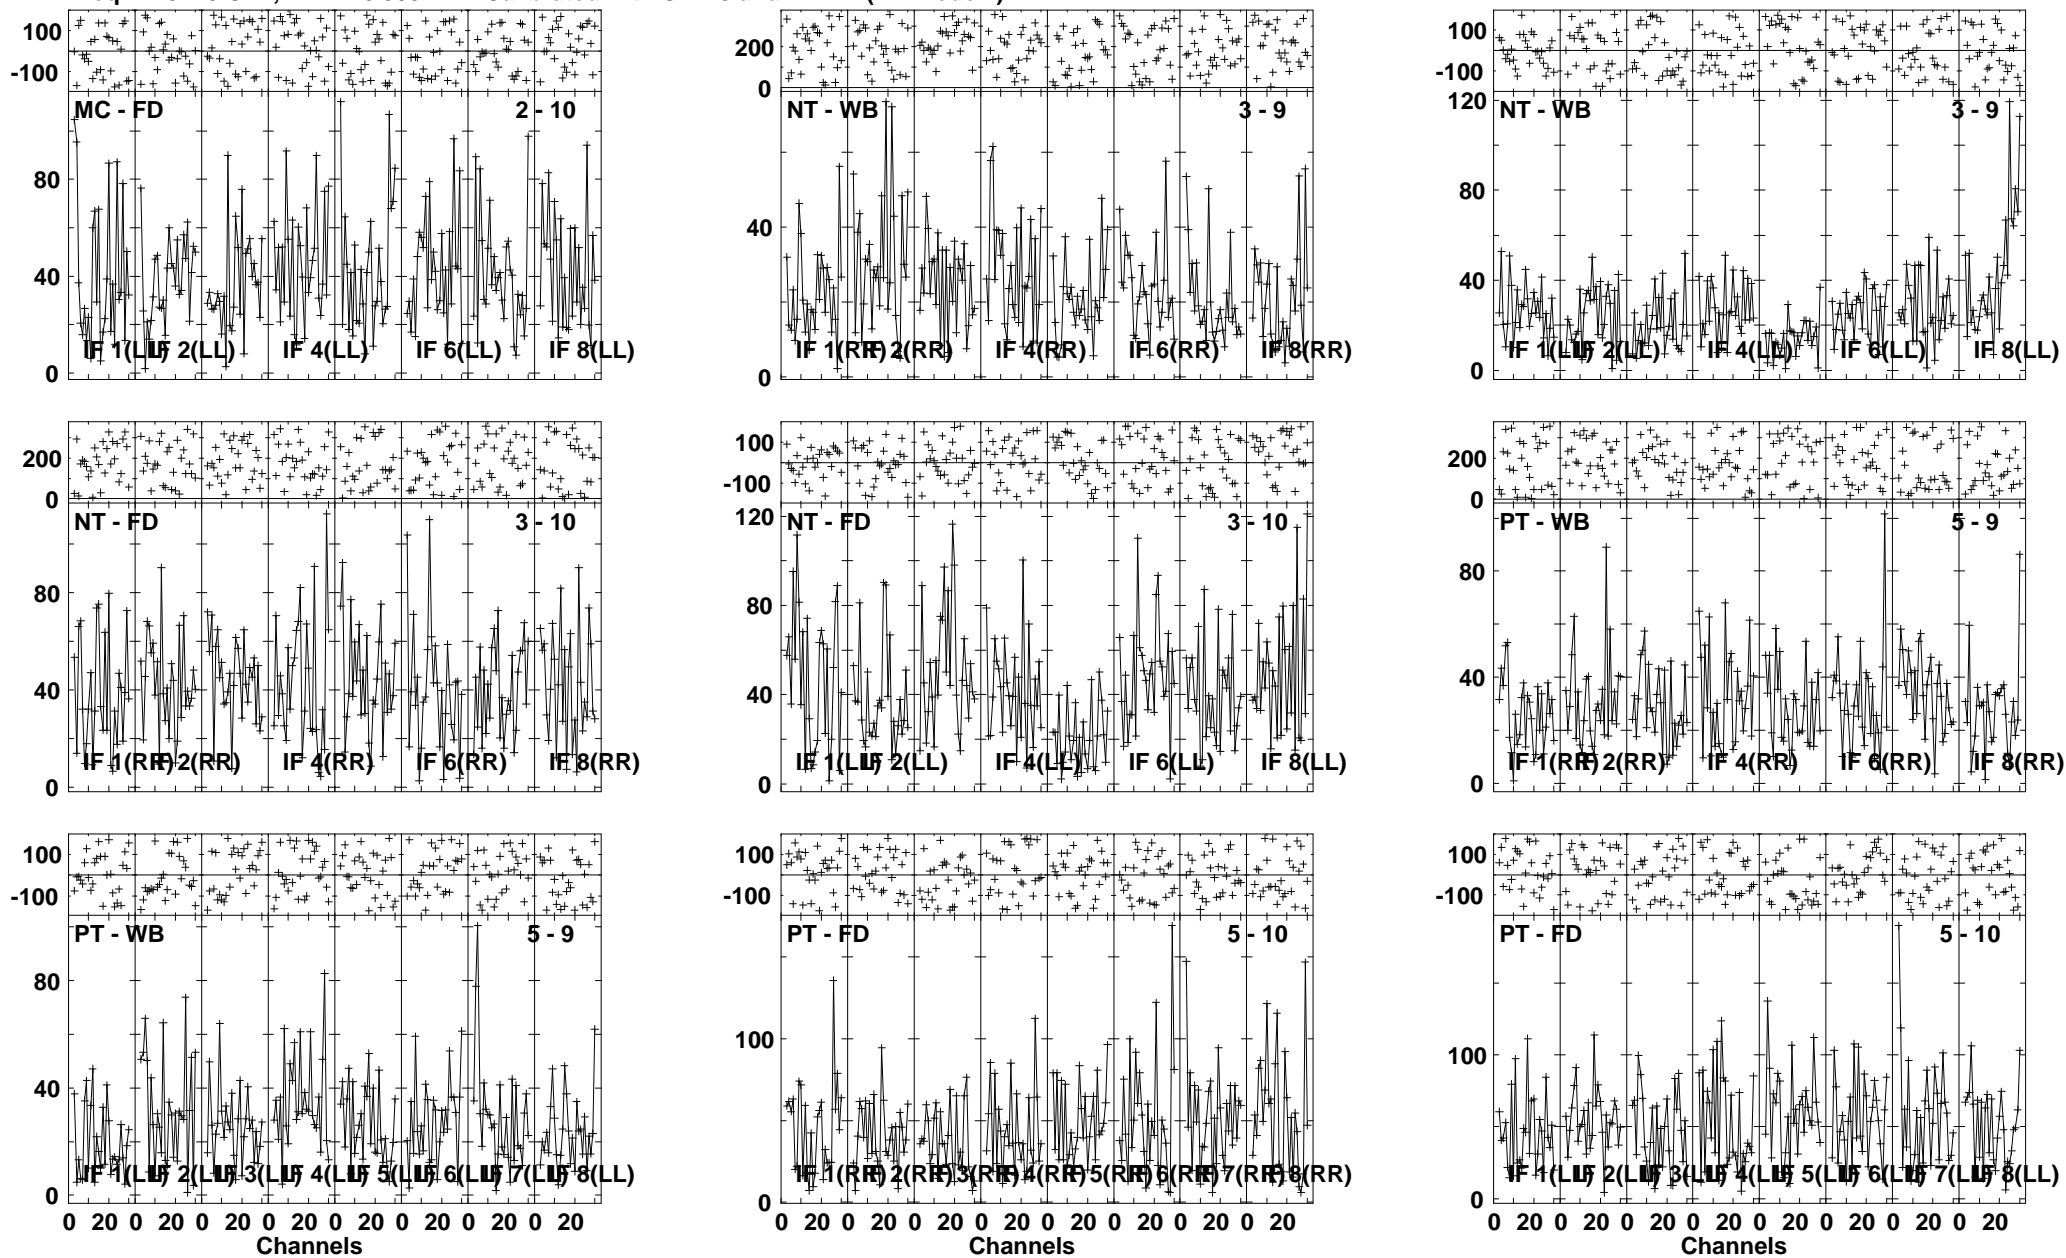 100
-100
MC - FD 2 - 10
80
40
0
IF 1(LL) IF 2(LL) IF 4(LL) IF 6(LL) IF 8(LL)
200
0
NT - WB 3 - 9
40
0
IF 1(RR) IF 2(RR) IF 4(RR) IF 6(RR) IF 8(RR)
100
-100
120
NT - WB 3 - 9
80
40
0
IF 1(LL) IF 2(LL) IF 4(LL) IF 6(LL) IF 8(LL)
200
0
NT - FD 3 - 10
80
40
0
IF 1(RR) IF 2(RR) IF 4(RR) IF 6(RR) IF 8(RR)
100
-100
120
NT - FD 3 - 10
80
40
0
IF 1(LL) IF 2(LL) IF 4(LL) IF 6(LL) IF 8(LL)
200
0
PT - WB 5 - 9
80
40
0
IF 1(RR) IF 2(RR) IF 4(RR) IF 6(RR) IF 8(RR)
100
-100
PT - WB 5 - 9
80
40
0
IF 1(LL) IF 2(LL) IF 3(LL) IF 4(LL) IF 5(LL) IF 6(LL) IF 7(LL) IF 8(LL)
0 20 0 20 0 20 0 20 0 20 0 20 0 20 0 20
Channels
100
-100
PT - FD 5 - 10
100
0
IF 1(RR) IF 2(RR) IF 3(RR) IF 4(RR) IF 5(RR) IF 6(RR) IF 7(RR) IF 8(RR)
0 20 0 20 0 20 0 20 0 20 0 20 0 20 0 20
Channels
100
-100
PT - FD 5 - 10
100
0
IF 1(LL) IF 2(LL) IF 3(LL) IF 4(LL) IF 5(LL) IF 6(LL) IF 7(LL) IF 8(LL)
0 20 0 20 0 20 0 20 0 20 0 20 0 20 0 20
Channels